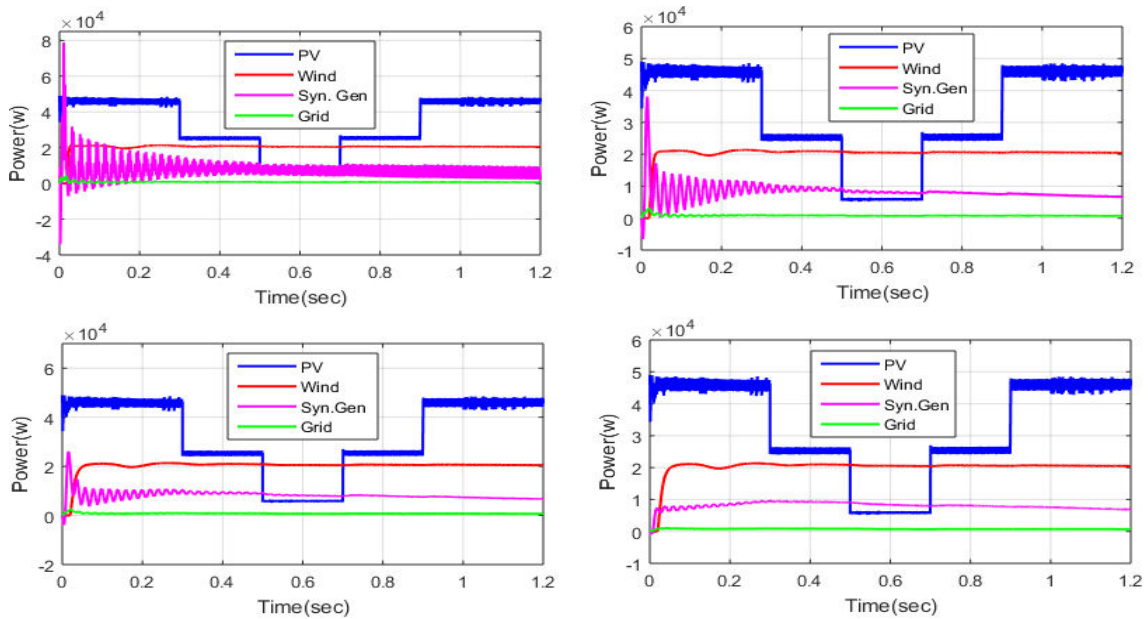 ×10⁴
8
6
4
2
0
-2
-4
Power(w)
0 0.2 0.4 0.6 0.8 1 1.2
Time(sec)
PV
Wind
Syn. Gen
Grid
×10⁴
6
5
4
3
2
1
0
-1
Power(w)
0 0.2 0.4 0.6 0.8 1 1.2
Time(sec)
PV
Wind
Syn.Gen
Grid
×10⁴
6
4
2
0
-2
Power(w)
0 0.2 0.4 0.6 0.8 1 1.2
Time(sec)
PV
Wind
Syn.Gen
Grid
×10⁴
6
5
4
3
2
1
0
-1
Power(w)
0 0.2 0.4 0.6 0.8 1 1.2
Time(sec)
PV
Wind
Syn.Gen
Grid